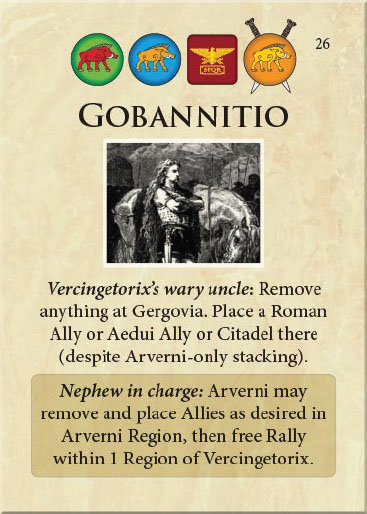 SPQR
26
GOBANNITIO
Vercingetorix's wary uncle: Remove
anything at Gergovia. Place a Roman
Ally or Aedui Ally or Citadel there
(despite Arverni-only stacking).
Nephew in charge: Arverni may
remove and place Allies as desired in
Arverni Region, then free Rally
within 1 Region of Vercingetorix.